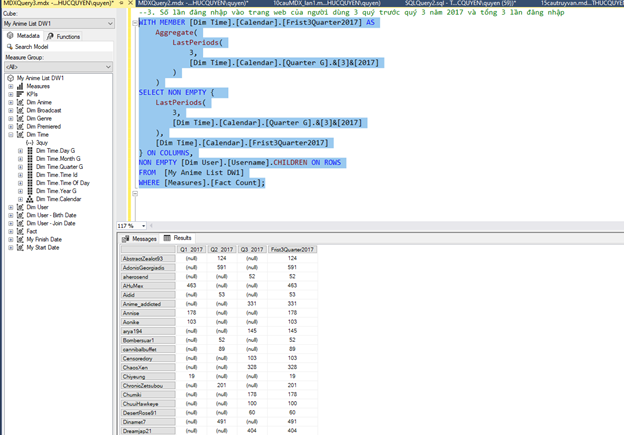 MDXQuery3.mdx -...HUCQUYEN\quyen)*
MDXQuery2.mdx -...HUCQUYEN\quyen)
10cauMDX_lan1.m...HUCQUYEN\quyen)
SQLQuery2.sql - T...CQUYEN\quyen (59))
15cautruyvan.md...THUCQUYEN
Cube:
My Anime List DW1
Metadata
Functions
Search Model
Measure Group:
<All>
My Anime List DW1
Measures
KPIs
Dim Anime
Dim Broadcast
Dim Genre
Dim Premiered
Dim Time
3quy
Dim Time.Day G
Dim Time.Month G
Dim Time.Quarter G
Dim Time.Time Id
Dim Time.Time Of Day
Dim Time.Year G
Dim Time.Calendar
Dim User
Dim User - Birth Date
Dim User - Join Date
Fact
My Finish Date
My Start Date
--3. Số lần đăng nhập vào trang web của người dùng 3 quý trước quý 3 năm 2017 và tổng 3 lần đăng nhập
WITH MEMBER [Dim Time].[Calendar].[Frist3Quarter2017] AS
Aggregate(
LastPeriods(
3,
[Dim Time].[Calendar].[Quarter G].&[3]&[2017]
)
)
SELECT NON EMPTY {
LastPeriods(
3,
[Dim Time].[Calendar].[Quarter G].&[3]&[2017]
),
[Dim Time].[Calendar].[Frist3Quarter2017]
} ON COLUMNS,
NON EMPTY [Dim User].[Username].CHILDREN ON ROWS
FROM [My Anime List DW1]
WHERE [Measures].[Fact Count];
117 %
Messages
Results
Q1 2017 Q2 2017 Q3 2017 Frist3Quarter2017
AbstractZealot93 (null) 124 (null) 124
AdonisGeorgiadis (null) 591 (null) 591
aherosend (null) (null) 52 52
AHuMex 463 (null) (null) 463
Aidid (null) 53 (null) 53
Anime_addicted (null) (null) 331 331
Annise 178 (null) (null) 178
Aonike 103 (null) (null) 103
arya194 (null) (null) 145 145
Bombersuar1 (null) 52 (null) 52
cannibalbuffet (null) 89 (null) 89
Censoredory (null) (null) 103 103
ChaosXen (null) (null) 328 328
Chiyeung 19 (null) (null) 19
ChronicZetsubou (null) 201 (null) 201
Chumiki (null) (null) 178 178
ChuuiHawkeye (null) (null) 100 100
DesertRose91 (null) (null) 60 60
Dinamet7 (null) 491 (null) 491
Dreamjap21 (null) (null) 404 404